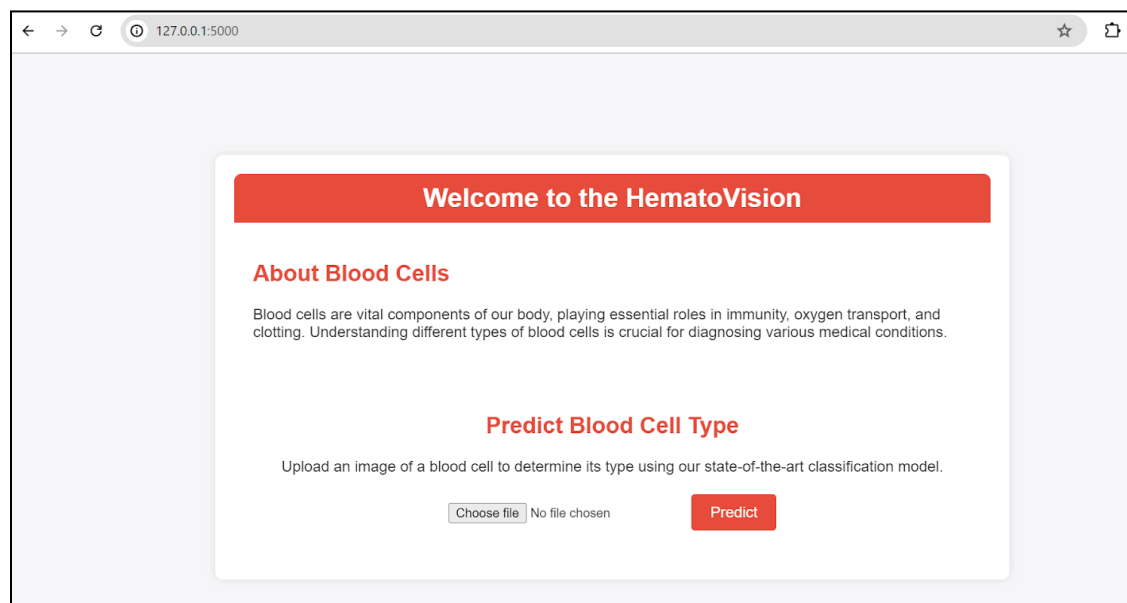 127.0.0.1:5000
Welcome to the HematoVision
About Blood Cells
Blood cells are vital components of our body, playing essential roles in immunity, oxygen transport, and
clotting. Understanding different types of blood cells is crucial for diagnosing various medical conditions.
Predict Blood Cell Type
Upload an image of a blood cell to determine its type using our state-of-the-art classification model.
Choose file No file chosen Predict